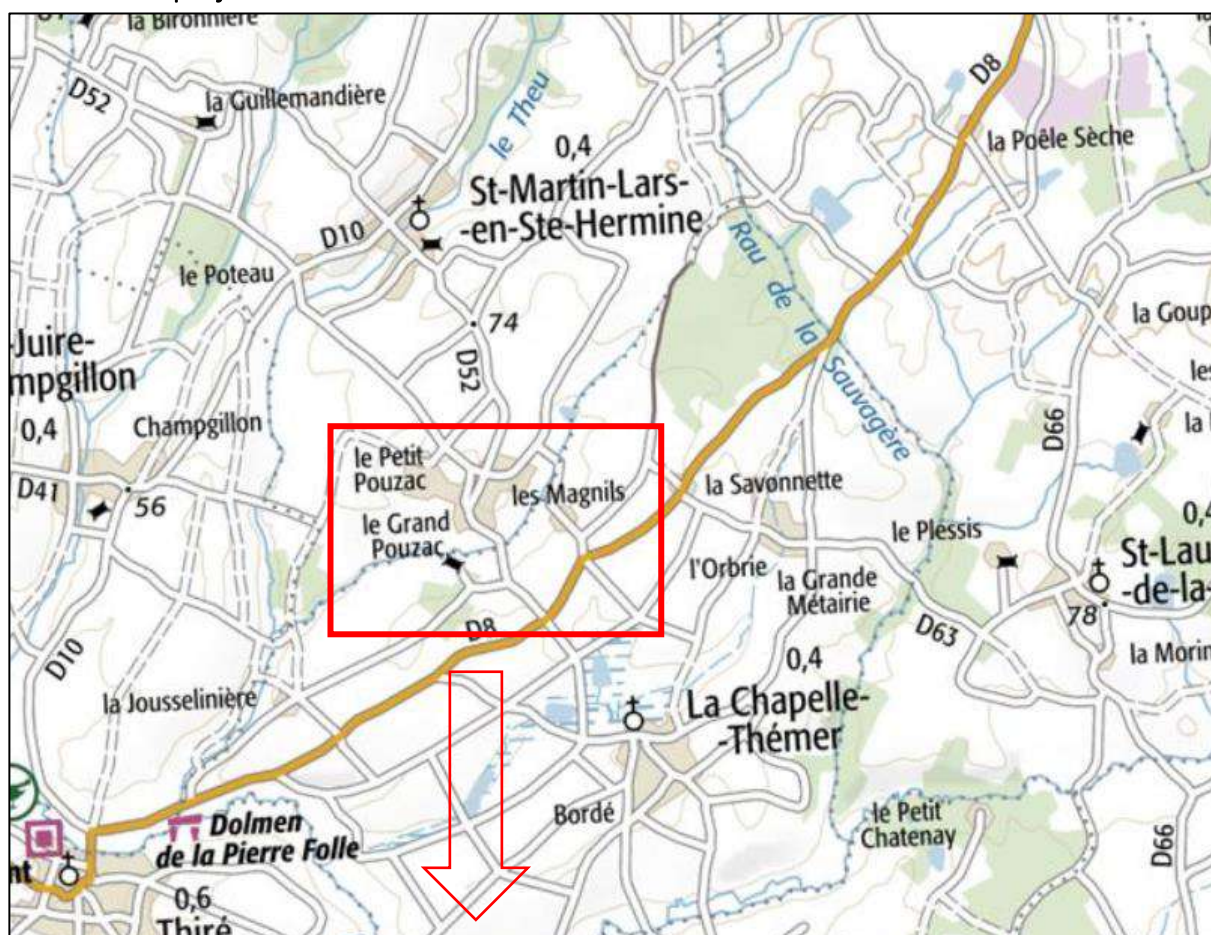 la Bironnière
D52
la Guillemandière
le Theu
0,4
St-Martin-Lars-
-en-Ste-Hermine
D8
la Poêle Sèche
D10
le Poteau
74
Rau de la Sauvagère
-Juire-
mpgillon
0,4
D52
Champgillon
D41
56
la Goup
les
D66
la
le Petit
Pouzac
les Magnils
le Grand
Pouzac
la Savonnette
l'Orbrie
la Grande
Métairie
le Plessis
0,4
St-Lau
-de-la-
78
D8
D63
D10
la Jousselinière
0,4
La Chapelle-
-Thémer
la Morin
Bordé
le Petit
Chatenay
D66
Dolmen
de la Pierre Folle
nt
0,6
Thiré